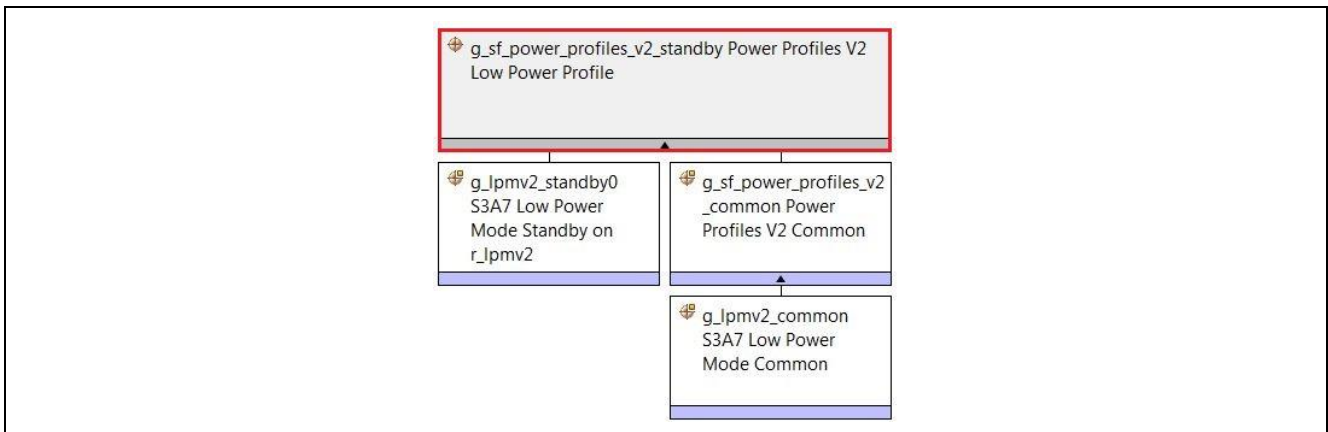 g_sf_power_profiles_v2_standby Power Profiles V2
Low Power Profile
g_lpmv2_standby0
S3A7 Low Power
Mode Standby on
r_lpmv2
g_sf_power_profiles_v2
_common Power
Profiles V2 Common
g_lpmv2_common
S3A7 Low Power
Mode Common